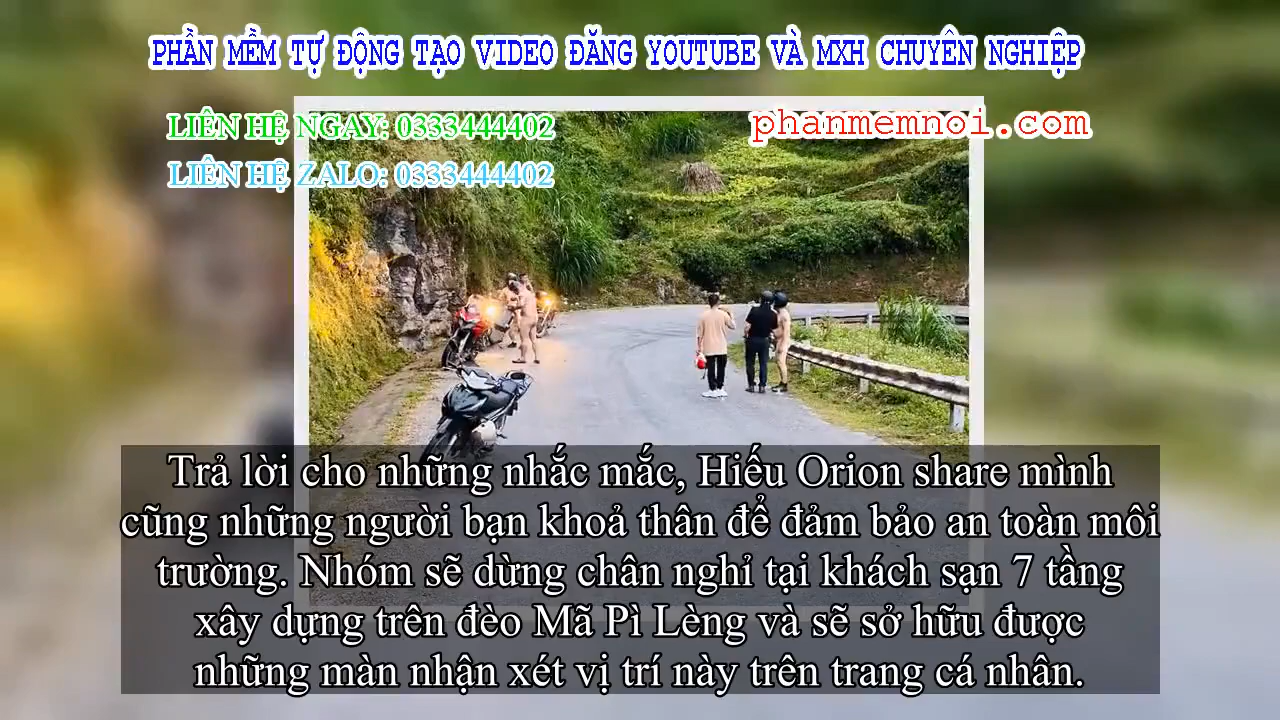 PHẦN MỀM TỰ ĐỘNG TẠO VIDEO ĐĂNG YOUTUBE VÀ MXH CHUYÊN NGHIỆP
LIÊN HỆ NGAY: 0333444402
phanmemnoi.com
LIÊN HỆ ZALO: 0333444402
Trả lời cho những nhắc mắc, Hiếu Orion share mình
cũng những người bạn khoả thân để đảm bảo an toàn môi
trường. Nhóm sẽ dừng chân nghỉ tại khách sạn 7 tầng
xây dựng trên đèo Mã Pì Lèng và sẽ sở hữu được
những màn nhận xét vị trí này trên trang cá nhân.